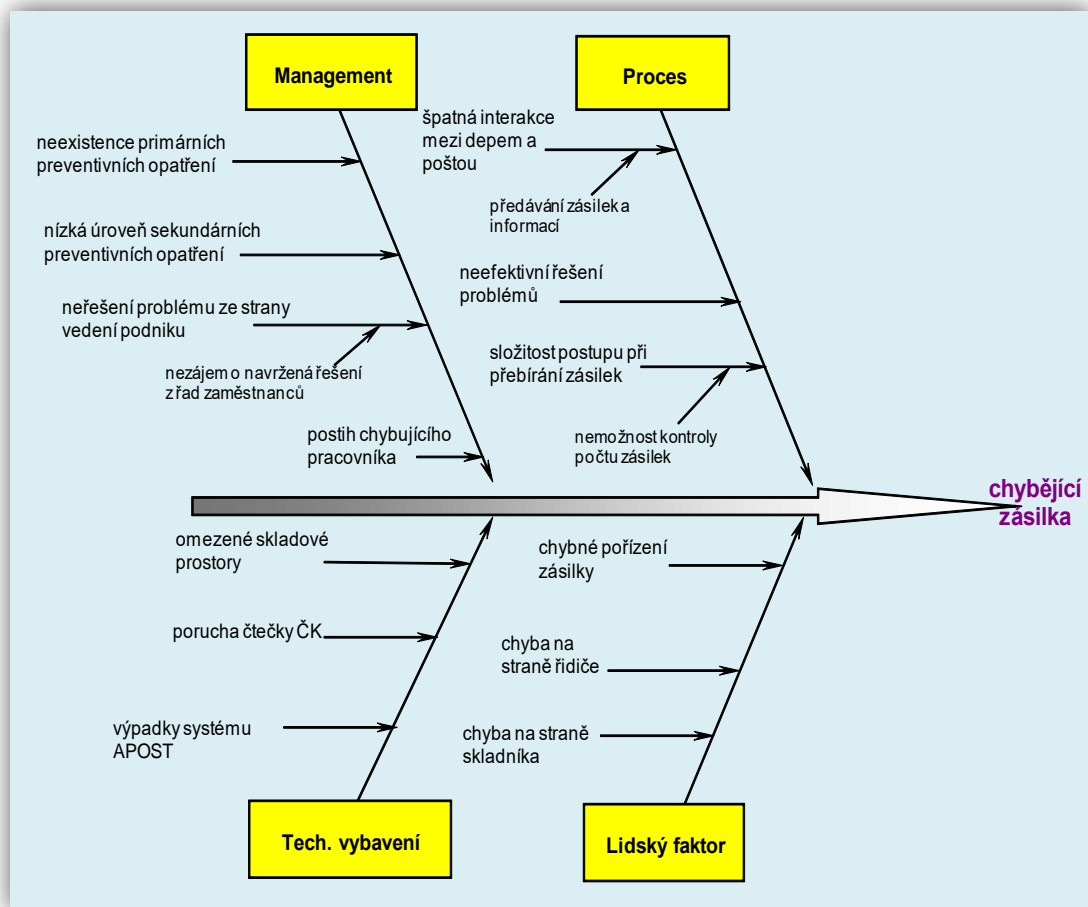 Management
neexistence primárních
preventivních opatření
nízká úroveň sekundárních
preventivních opatření
neřešení problému ze strany
vedení podniku
nezájem o navržená řešení
z řad zaměstnanců
postih chybujícího
pracovníka
Proces
špatná interakce
mezi depem a
poštou
předávání zásilek a
informací
neefektivní řešení
problémů
složitost postupu při
přebírání zásilek
nemožnost kontroly
počtu zásilek
chybějící
zásilka
omezené skladové
prostory
porucha čtečky ČK
výpadky systému
APOST
Tech. vybavení
chybné pořízení
zásilky
chyba na
straně řidiče
chyba na straně
skladníka
Lidský faktor